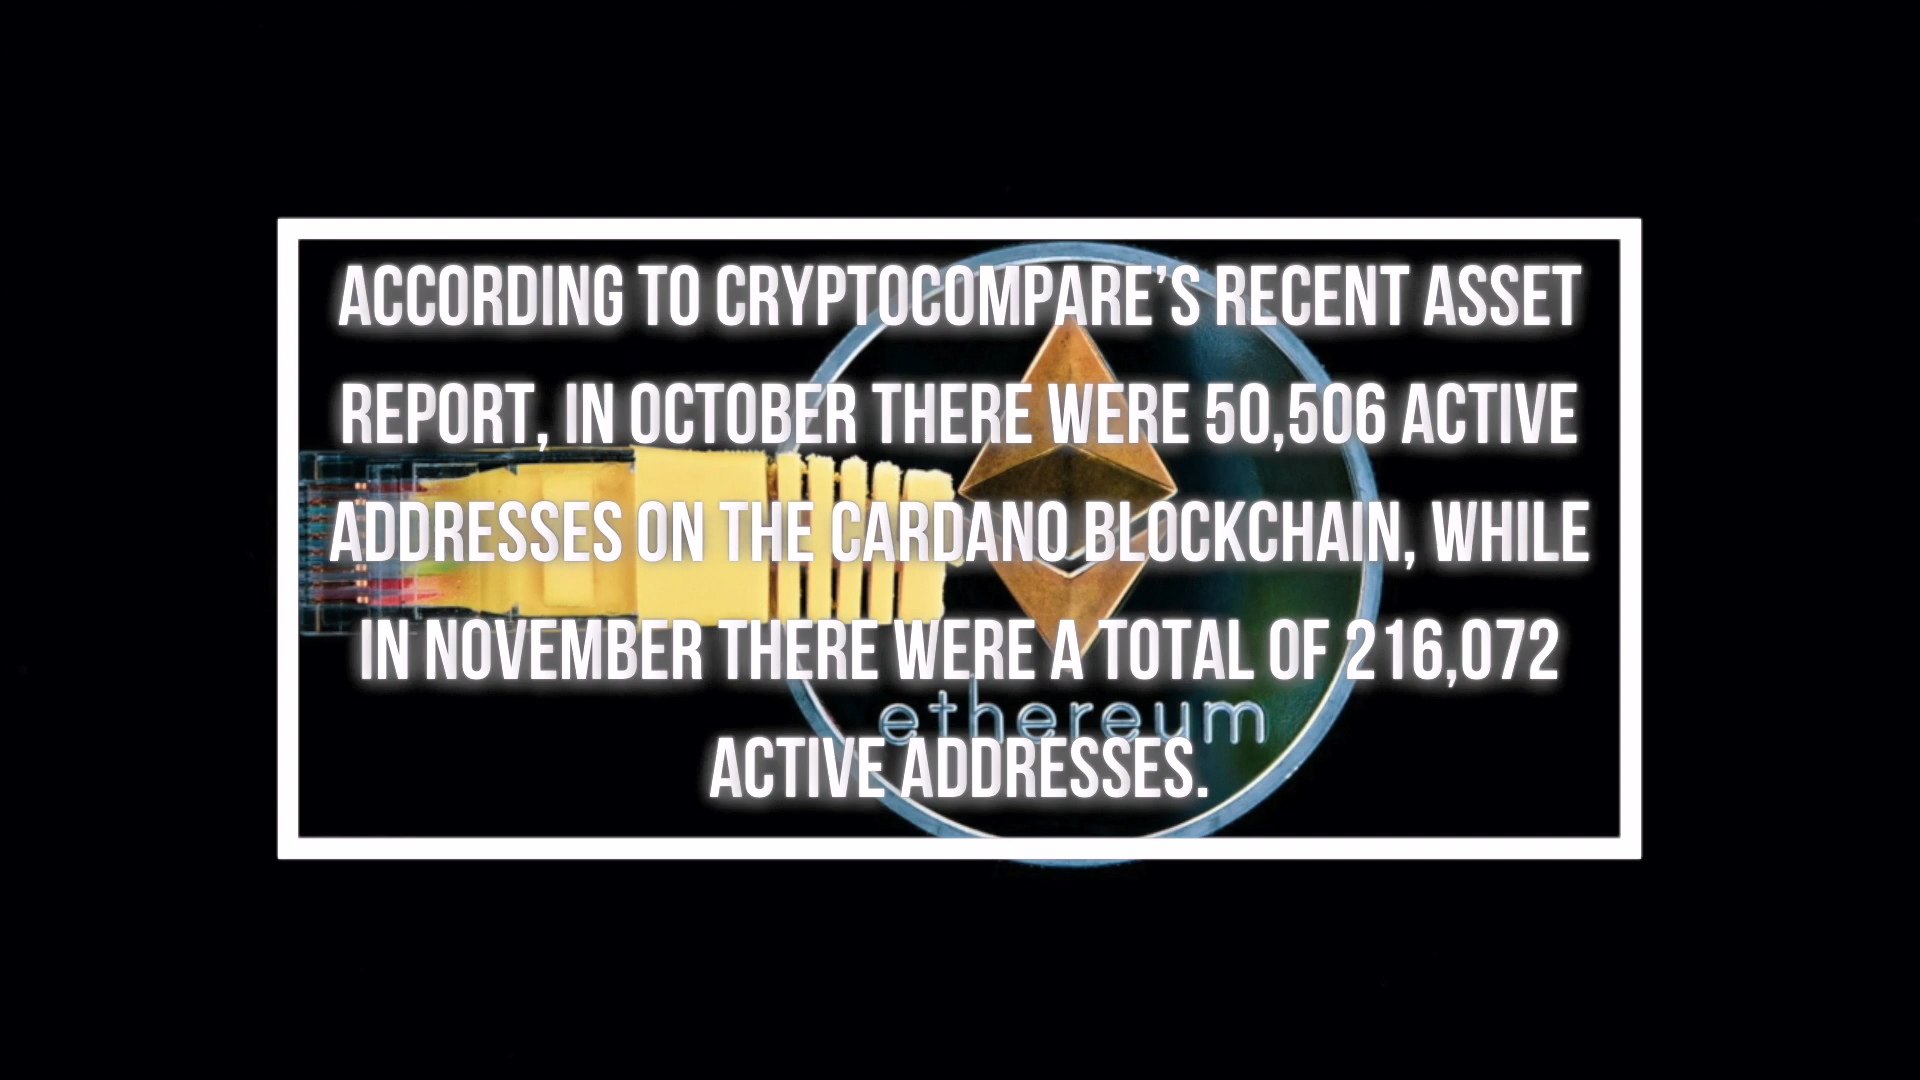 ACCORDING TO CRYPTOCOMPARE’S RECENT ASSET
REPORT, IN OCTOBER THERE WERE 50,506 ACTIVE
ADDRESSES ON THE CARDANO BLOCKCHAIN, WHILE
IN NOVEMBER THERE WERE A TOTAL OF 216,072
ethereum
ACTIVE ADDRESSES.